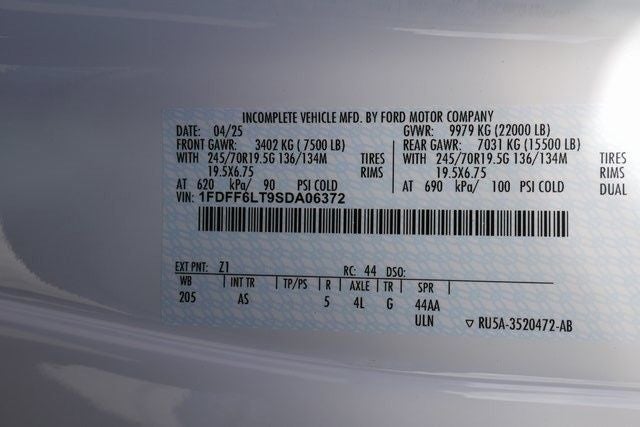 INCOMPLETE VEHICLE MFD. BY FORD MOTOR COMPANY
DATE: 04/25 GVWR: 9979 KG (22000 LB)
FRONT GAWR: 3402 KG ( 7500 LB) REAR GAWR: 7031 KG (15500 LB)
WITH 245/70R19.5G 136/134M TIRES WITH 245/70R19.5G 136/134M TIRES
19.5X6.75 RIMS 19.5X6.75 RIMS
AT 620 kPa/ 90 PSI COLD AT 690 kPa/ 100 PSI COLD DUAL
VIN: 1FDFF6LT9SDA06372
EXT PNT: Z1 RC: 44 DSO:
WB INT TR TP/PS R AXLE TR SPR
205 AS 5 4L G 44AA
ULN ▽ RU5A-3520472-AB